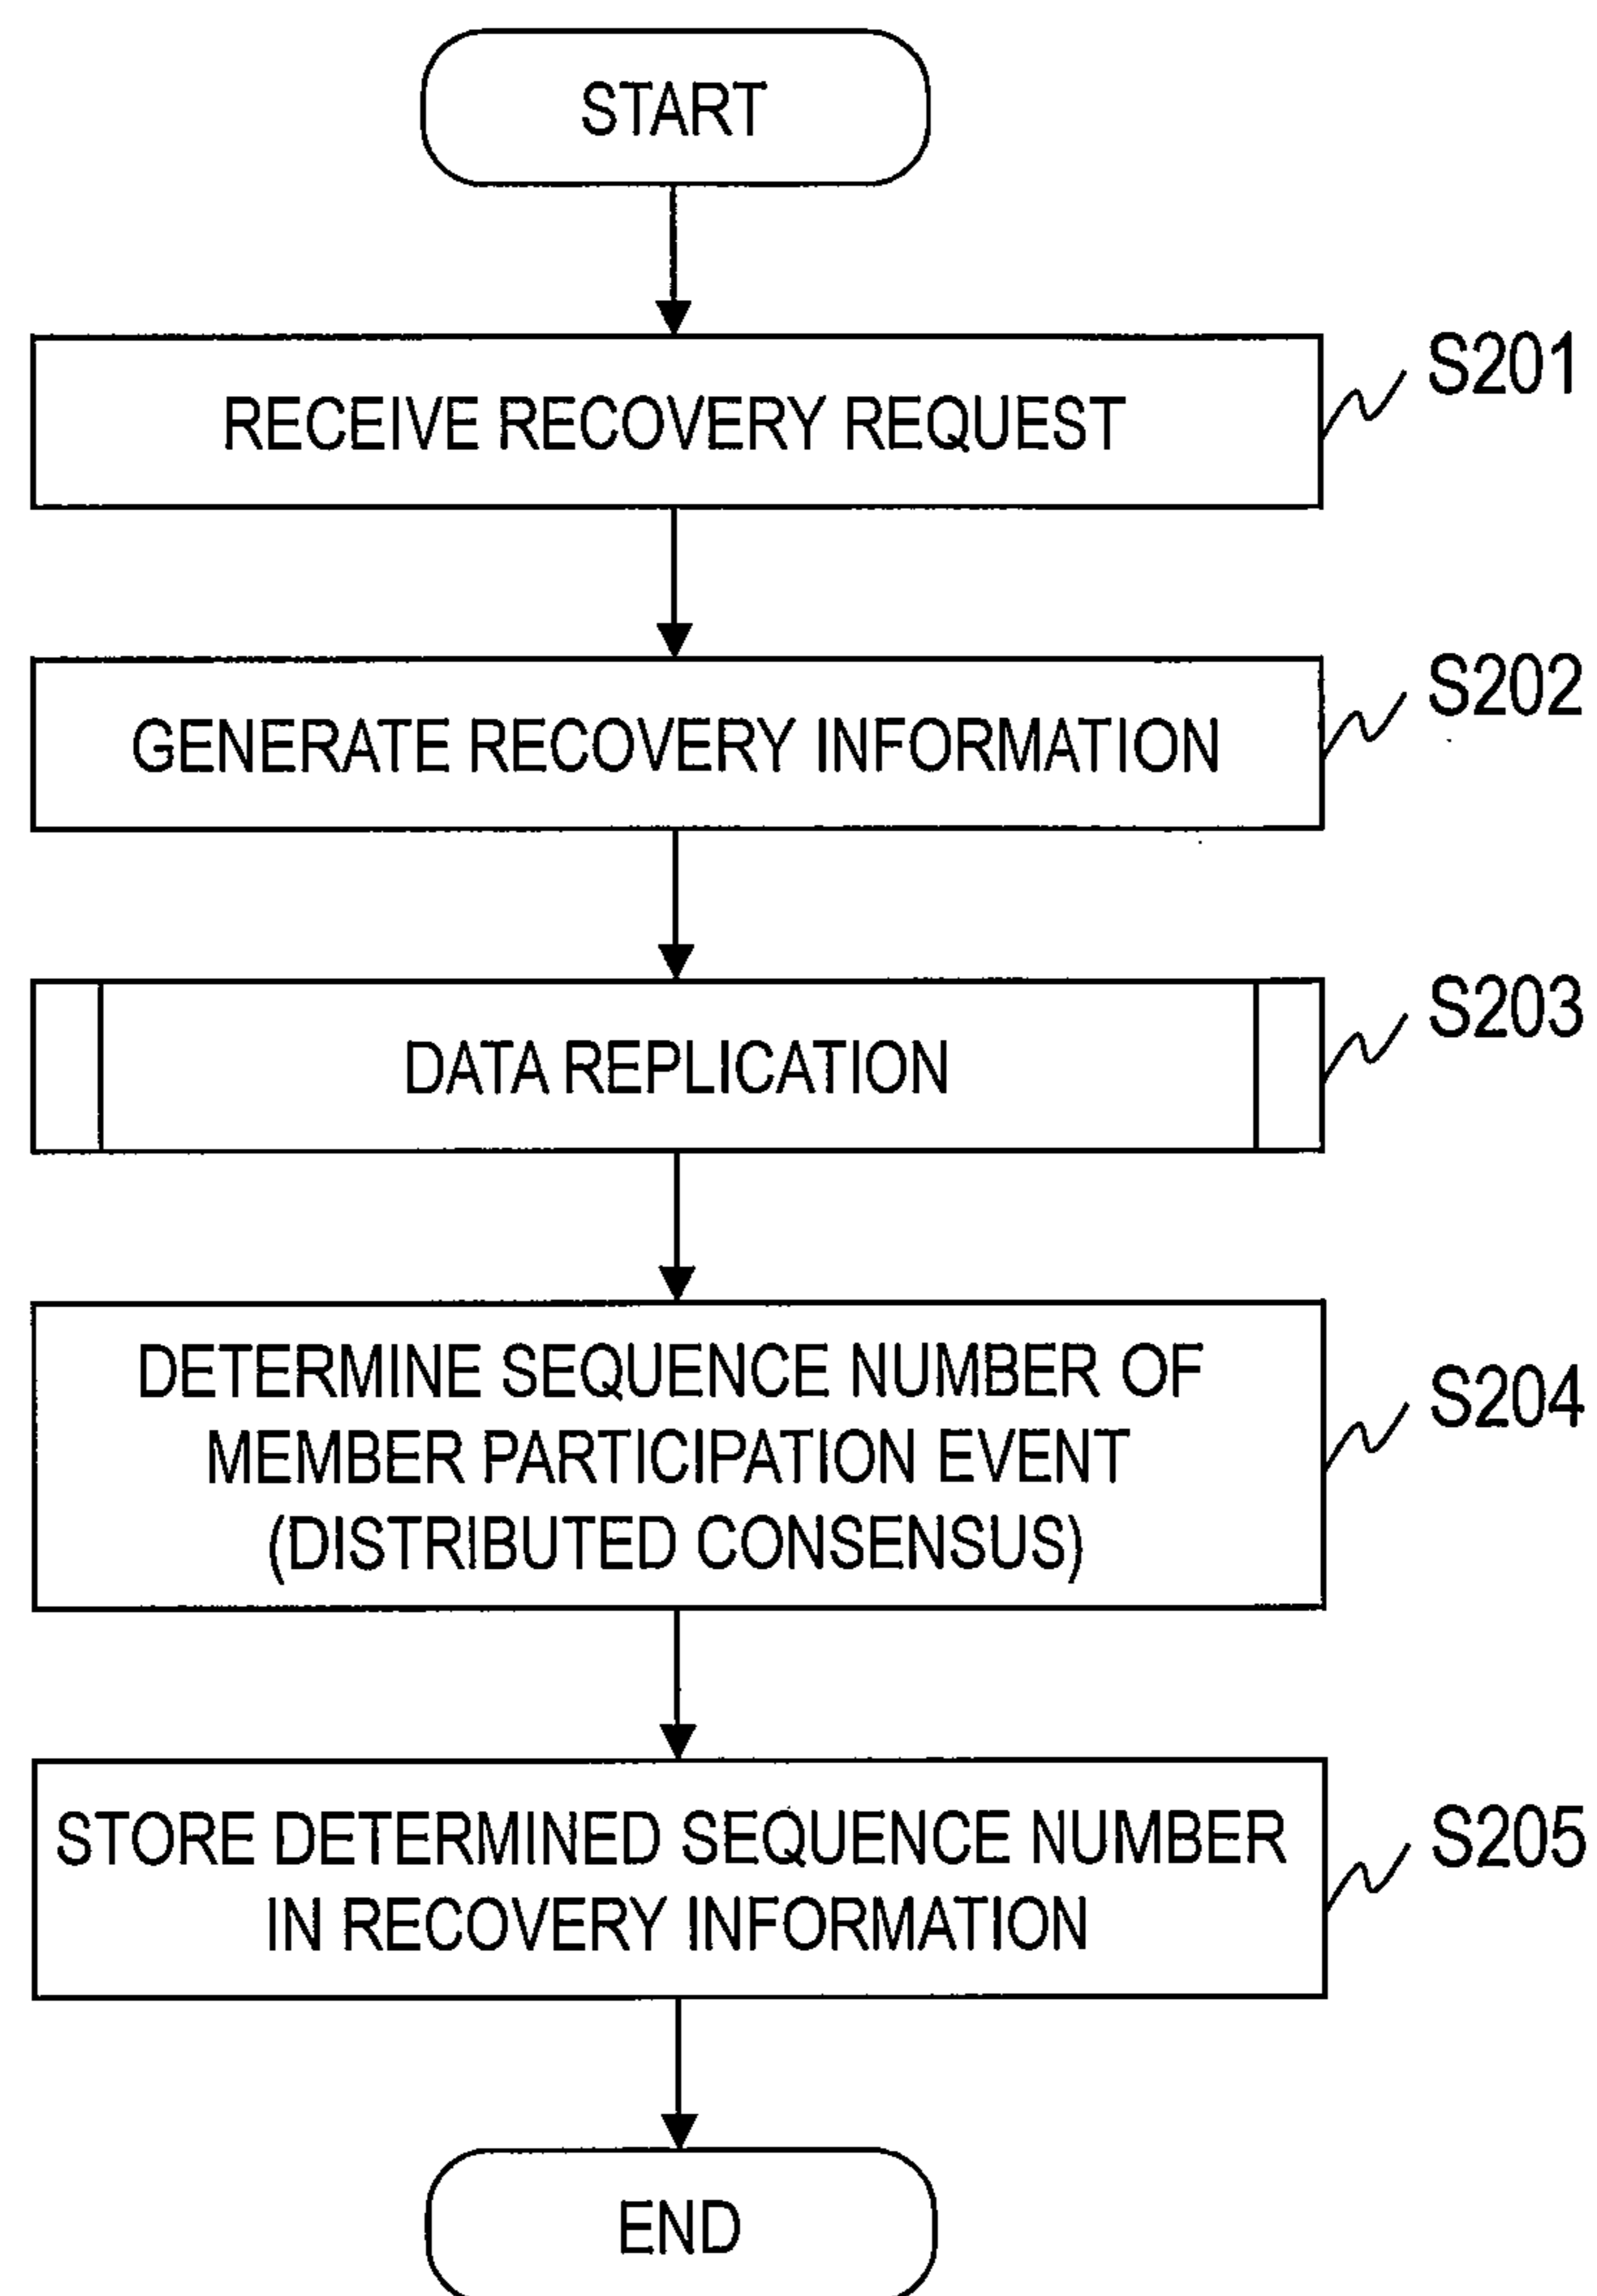 START
RECEIVE RECOVERY REQUEST
S201
GENERATE RECOVERY INFORMATION
S202
DATA REPLICATION
S203
DETERMINE SEQUENCE NUMBER OF
MEMBER PARTICIPATION EVENT
(DISTRIBUTED CONSENSUS)
S204
STORE DETERMINED SEQUENCE NUMBER
IN RECOVERY INFORMATION
S205
END